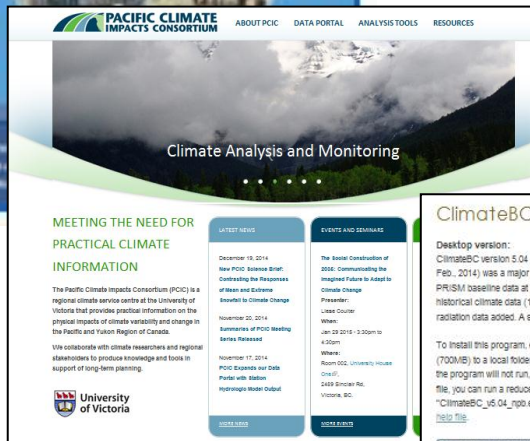 PACIFIC CLIMATE
IMPACTS CONSORTIUM
ABOUT PCIC DATA PORTAL ANALYSIS TOOLS RESOURCES
Climate Analysis and Monitoring
MEETING THE NEED FOR
PRACTICAL CLIMATE
INFORMATION
The Pacific Climate Impacts Consortium (PCIC) is a
regional climate service centre at the University of
Victoria that provides practical information on the
physical impacts of climate variability and change in
the Pacific and Yukon Region of Canada.
We collaborate with climate researchers and regional
stakeholders to produce knowledge and tools in
support of long-term planning.
University
of Victoria
LATEST NEWS
December 19, 2014
New PCIC Science Brief:
Contrasting the Responses
of Mean and Extreme
Snowfall to Climate Change
November 20, 2014
Summaries of PCIC Meeting
Series Released
November 17, 2014
PCIC Expands our Data
Portal with Station
Hydrologic Model Output
MORE NEWS
EVENTS AND SEMINARS
The Social Construction of
2050: Communicating the
Imagined Future to Adapt to
Climate Change
Presenter:
Liese Coulter
When:
Jan 28 2015 - 3:30pm to
4:30pm
Where:
Room 002, University House
One,
2489 Sinclair Rd,
Victoria, BC,
MORE EVENTS
ClimateBC
Desktop version:
ClimateBC version 5.04
Feb., 2014) was a major
PRISM baseline data at
historical climate data (1
radiation data added. A s
To install this program,
(700MB) to a local folde
the program will not run,
file, you can run a reduce
"ClimateBC_v5.04_npb.e
help file.